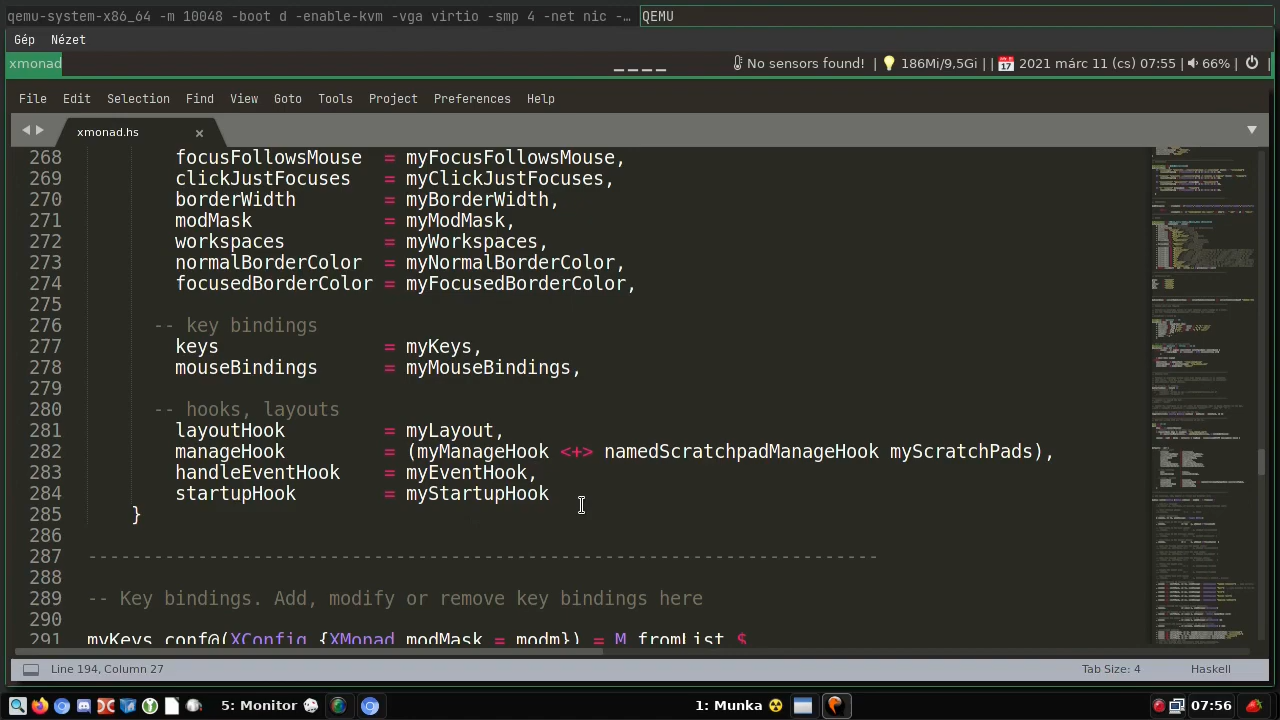 qemu-system-x86_64 -m 10048 -boot d -enable-kvm -vga virtio -smp 4 -net nic -…
QEMU
Gép Nézet
xmonad
No sensors found! | 186Mi/9,5Gi | | 2021 márc 11 (cs) 07:55 | 66% | |
File Edit Selection Find View Goto Tools Project Preferences Help
xmonad.hs
268 focusFollowsMouse = myFocusFollowsMouse,
269 clickJustFocuses = myClickJustFocuses,
270 borderWidth = myBorderWidth,
271 modMask = myModMask,
272 workspaces = myWorkspaces,
273 normalBorderColor = myNormalBorderColor,
274 focusedBorderColor = myFocusedBorderColor,
275
276 -- key bindings
277 keys = myKeys,
278 mouseBindings = myMouseBindings,
279
280 -- hooks, layouts
281 layoutHook = myLayout,
282 manageHook = (myManageHook <+> namedScratchpadManageHook myScratchPads),
283 handleEventHook = myEventHook,
284 startupHook = myStartupHook
285 }
286
287 ------------------------------------------------------------------------
288
289 -- Key bindings. Add, modify or remove key bindings here
290
291 myKeys conf@(XConfig {XMonad.modMask = modm}) = M.fromList $
Line 194, Column 27
Tab Size: 4
Haskell
5: Monitor
1: Munka
07:56